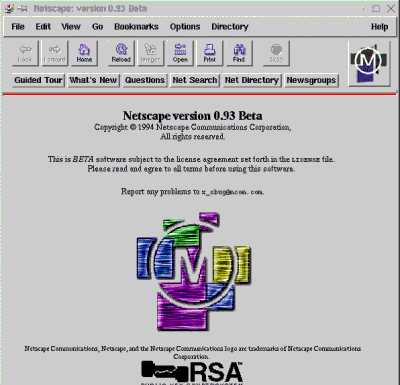 Netscape: version 0.93 Beta
File Edit View Go Bookmarks Options Directory Help
Back Forward Home Reload Images Open Print Find Stop
M
Guided Tour What's New Questions Net Search Net Directory Newsgroups
Netscape version 0.93 Beta
Copyright © 1994 Netscape Communications Corporation,
All rights reserved.
This is BETA software subject to the license agreement set forth in the LICENSE file.
Please read and agree to all terms before using this software.
Report any problems to x_cbug@mcom.com.
M
Netscape Communications, Netscape, and the Netscape Communications logo are trademarks of Netscape Communications
Corporation.
RSA
PUBLIC KEY CRYPTOSYSTEM